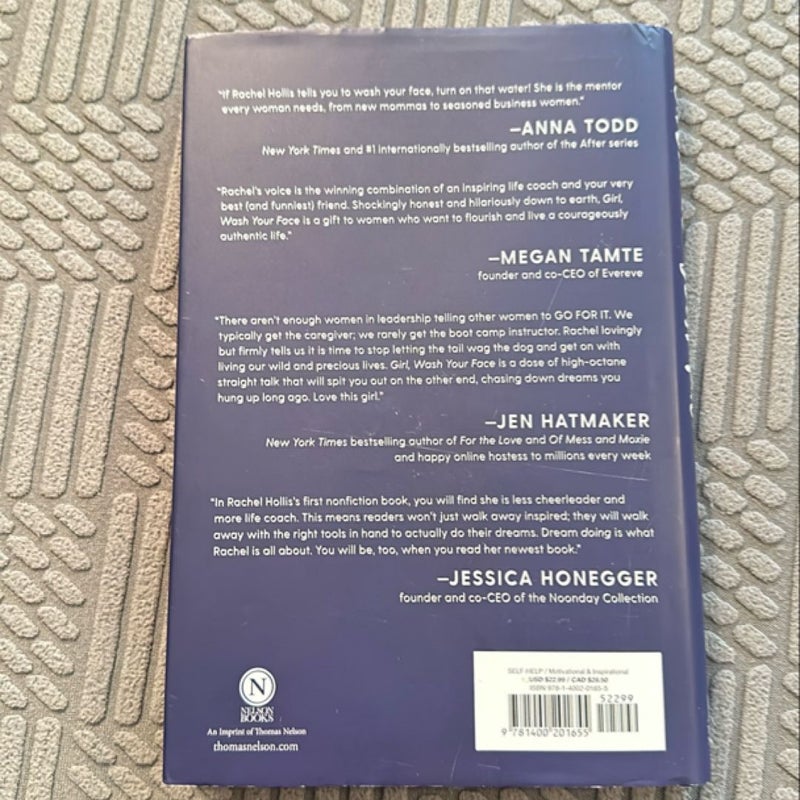 "If Rachel Hollis tells you to wash your face, turn on that water! She is the mentor
every woman needs, from new mommas to seasoned business women."
—ANNA TODD
New York Times and #1 internationally bestselling author of the After series
"Rachel's voice is the winning combination of an inspiring life coach and your very
best (and funniest) friend. Shockingly honest and hilariously down to earth, Girl,
Wash Your Face is a gift to women who want to flourish and live a courageously
authentic life."
—MEGAN TAMTE
founder and co-CEO of Evereve
"There aren't enough women in leadership telling other women to GO FOR IT. We
typically get the caregiver; we rarely get the boot camp instructor. Rachel lovingly
but firmly tells us it is time to stop letting the tail wag the dog and get on with
living our wild and precious lives. Girl, Wash Your Face is a dose of high-octane
straight talk that will spit you out on the other end, chasing down dreams you
hung up long ago. Love this girl."
—JEN HATMAKER
New York Times bestselling author of For the Love and Of Mess and Moxie
and happy online hostess to millions every week
"In Rachel Hollis's first nonfiction book, you will find she is less cheerleader and
more life coach. This means readers won't just walk away inspired; they will walk
away with the right tools in hand to actually do their dreams. Dream doing is what
Rachel is all about. You will be, too, when you read her newest book."
—JESSICA HONEGGER
founder and co-CEO of the Noonday Collection
N
NELSON
BOOKS
An Imprint of Thomas Nelson
thomasnelson.com
SELF-HELP / Motivational & Inspirational
USD $22.99 / CAD $28.50
ISBN 978-1-4002-0165-5
52299
9 781400 201655